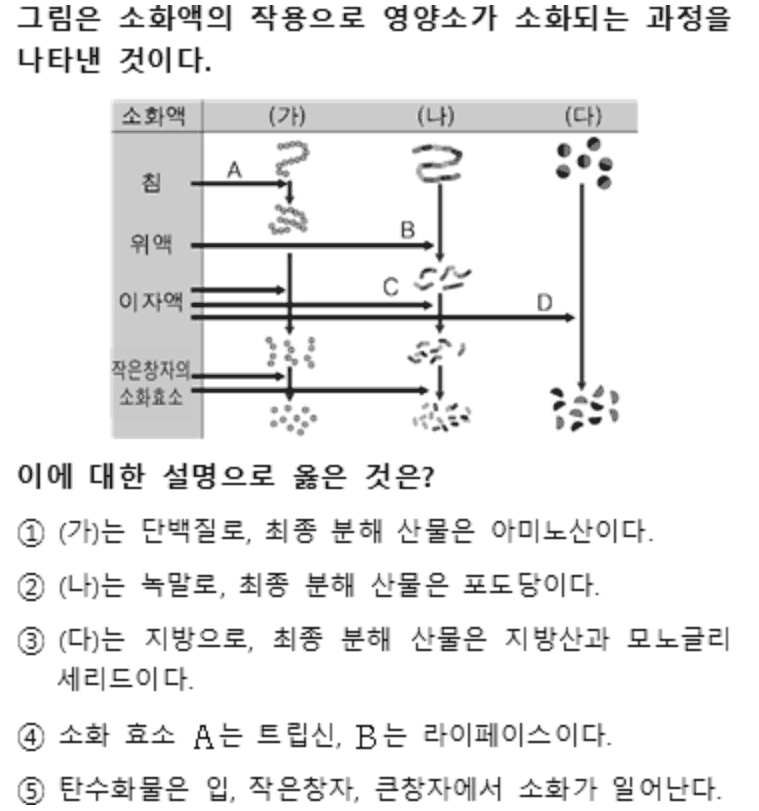 그림은 소화액의 작용으로 영양소가 소화되는 과정을
나타낸 것이다.
소화액 (가) (나) (다)
침 A
위액 B
이자액 C D
작은창자의
소화효소
이에 대한 설명으로 옳은 것은?
① (가)는 단백질로, 최종 분해 산물은 아미노산이다.
② (나)는 녹말로, 최종 분해 산물은 포도당이다.
③ (다)는 지방으로, 최종 분해 산물은 지방산과 모노글리
세리드이다.
④ 소화 효소 A는 트립신, B는 라이페이스이다.
⑤ 탄수화물은 입, 작은창자, 큰창자에서 소화가 일어난다.